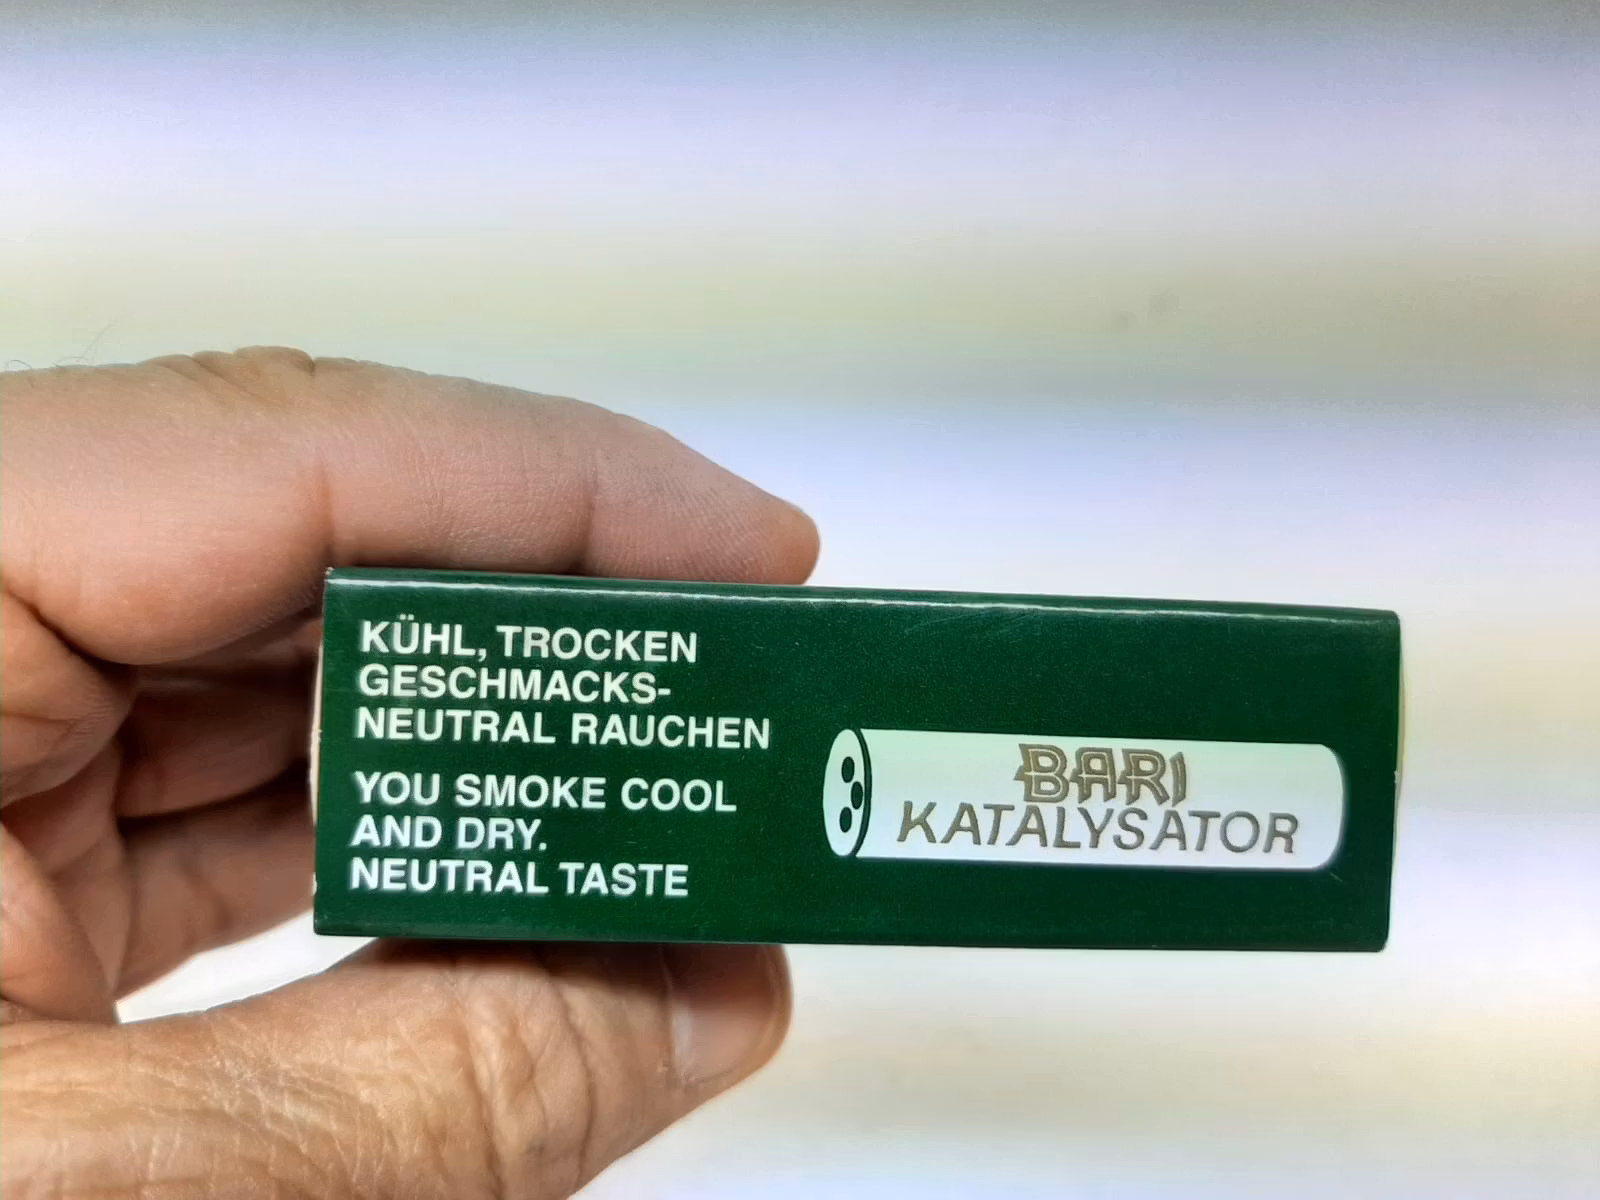 KÜHL, TROCKEN
GESCHMACKS-
NEUTRAL RAUCHEN
YOU SMOKE COOL
AND DRY.
NEUTRAL TASTE
BARI
KATALYSATOR